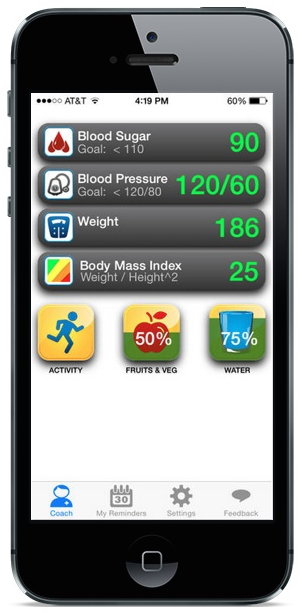 AT&T 4:19 PM 60%
Blood Sugar 90
Goal: < 110
Blood Pressure 120/60
Goal: < 120/80
Weight 186
Body Mass Index 25
Weight / Height^2
50% 75%
ACTIVITY FRUITS & VEG WATER
30
Coach My Reminders Settings Feedback